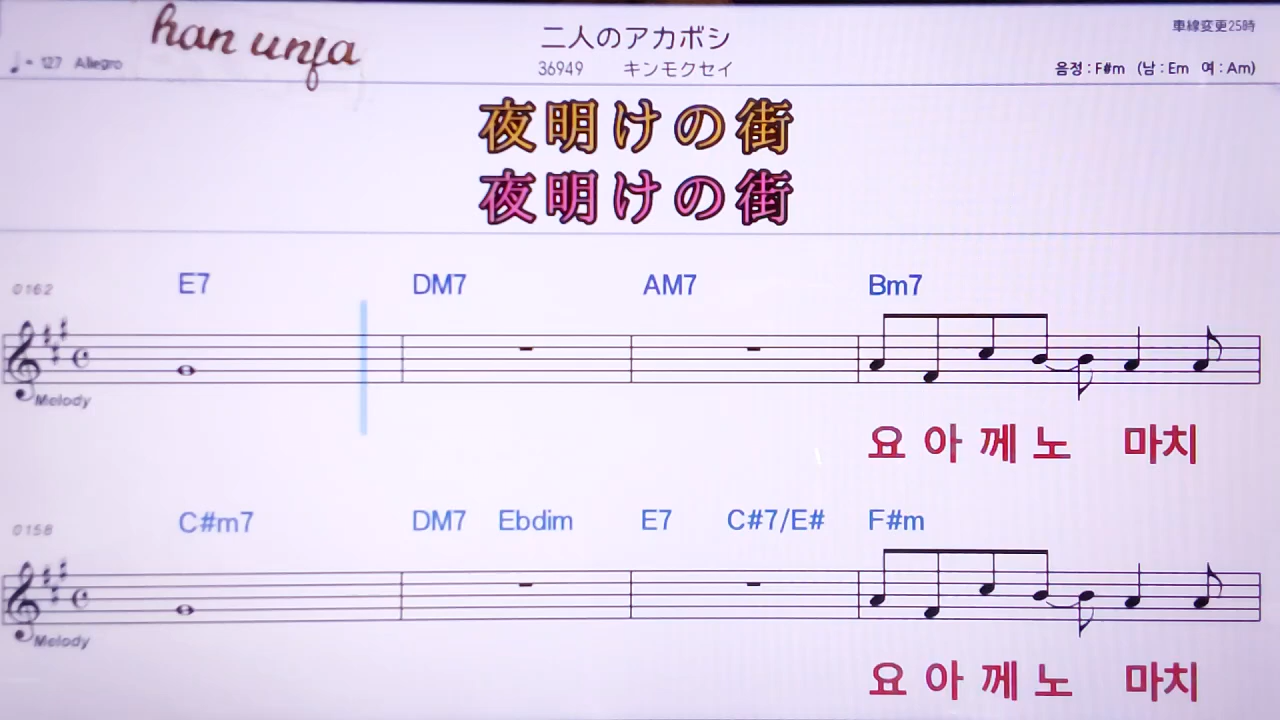 han unfa
二人のアカボシ
車線変更25時
♩= 127 Allegro
36949 キンモクセイ
음정 : F#m (남 : Em 여 : Am)
夜明けの街
夜明けの街
E7 DM7 AM7 Bm7
0162
Melody
요 아 께 노 마치
C#m7 DM7 Ebdim E7 C#7/E# F#m
0158
Melody
요 아 께 노 마치